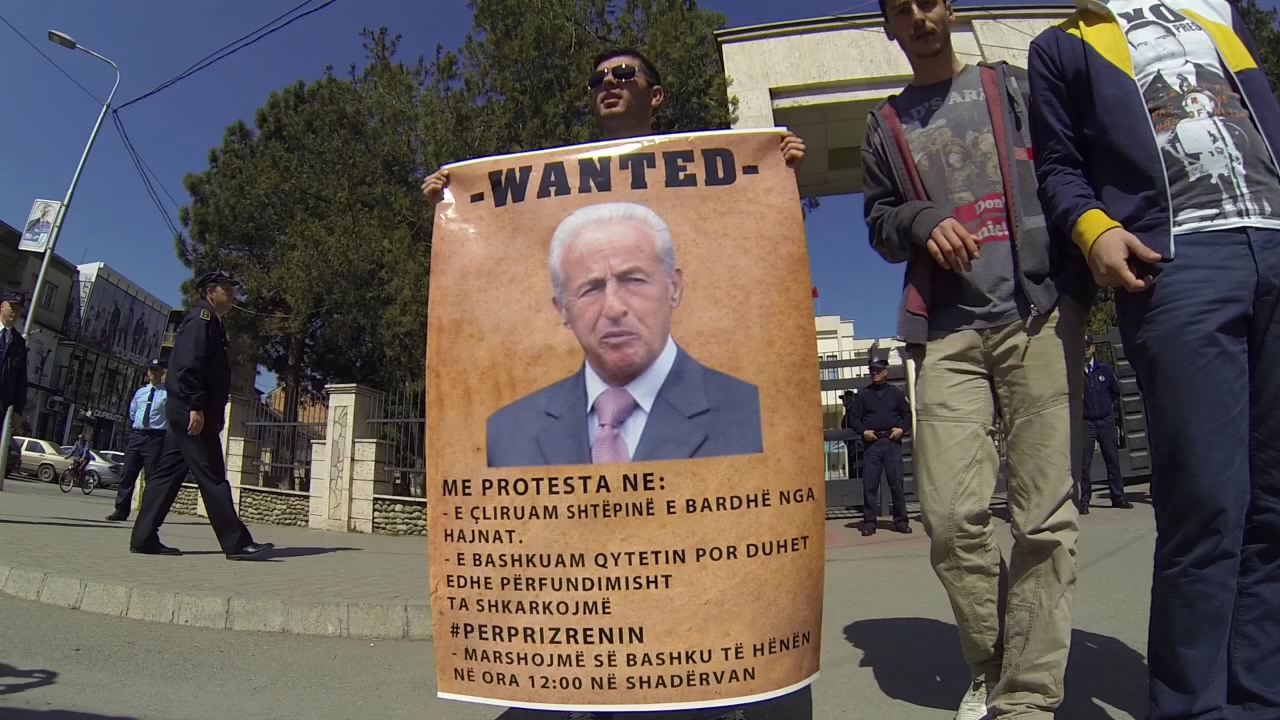 -WANTED-
ME PROTESTA NE:
- E ÇLIRUAM SHTËPINË E BARDHË NGA
HAJNAT.
- E BASHKUAM QYTETIN POR DUHET
EDHE PËRFUNDIMISHT
TA SHKARKOJMË
#PERPRIZRENIN
- MARSHOJMË SË BASHKU TË HËNËN
NË ORA 12:00 NË SHADËRVAN